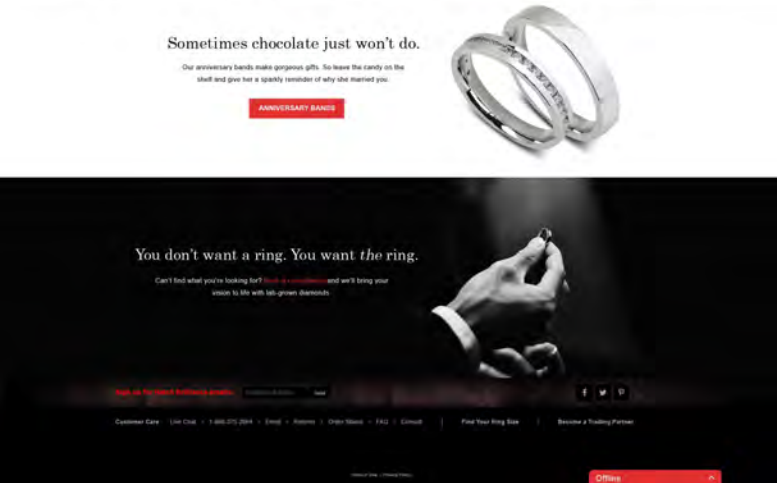 Sometimes chocolate just won't do.
Our anniversary bands make gorgeous gifts. So leave the candy on the
shelf and give her a sparkly reminder of why she married you.
ANNIVERSARY BANDS
You don't want a ring. You want the ring.
Can't find what you're looking for? and we'll bring your
vision to life with lab-grown diamonds
Customer Care Live Chat Email Returns Order Status FAQ Consult Find Your Ring Size Become a Trading Partner
Offline